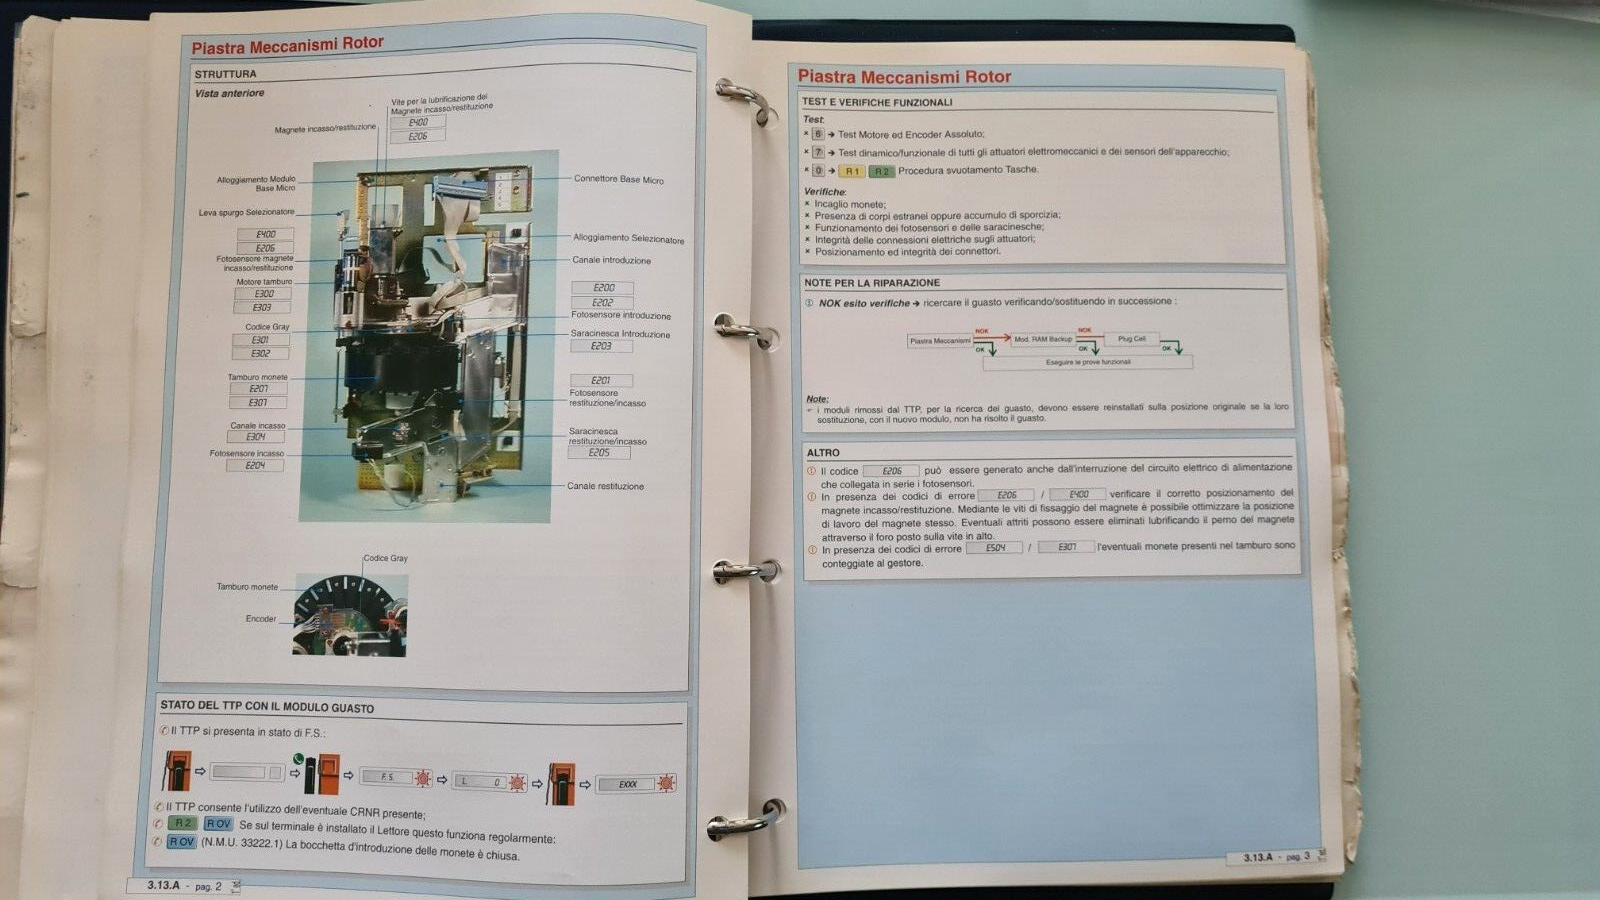 Piastra Meccanismi Rotor
STRUTTURA
Vista anteriore
Vite per la lubrificazione del
Magnete incasso/restituzione
E400
E206
Magnete incasso/restituzione
Alloggiamento Modulo
Base Micro
Leva spurgo Selezionatore
E400
E206
Fotosensore magnete
incasso/restituzione
Motore tamburo
E300
E303
Codice Gray
E301
E302
Tamburo monete
E207
E307
Canale incasso
E304
Fotosensore incasso
E204
Connettore Base Micro
Alloggiamento Selezionatore
Canale introduzione
E200
E202
Fotosensore introduzione
Saracinesca Introduzione
E203
E201
Fotosensore
restituzione/incasso
Saracinesca
restituzione/incasso
E205
Canale restituzione
Codice Gray
Tamburo monete
Encoder
STATO DEL TTP CON IL MODULO GUASTO
Il TTP si presenta in stato di F.S.:
F.S.
L 0
EXXX
Il TTP consente l'utilizzo dell'eventuale CRNR presente;
R 2 R OV Se sul terminale è installato il Lettore questo funziona regolarmente:
R OV (N.M.U. 33222.1) La bocchetta d'introduzione delle monete è chiusa.
3.13.A - pag. 2
Piastra Meccanismi Rotor
TEST E VERIFICHE FUNZIONALI
Test:
× 6 ➔ Test Motore ed Encoder Assoluto;
× 7 ➔ Test dinamico/funzionale di tutti gli attuatori elettromeccanici e dei sensori dell'apparecchio;
× 0 ➔ R 1 R 2 Procedura svuotamento Tasche.
Verifiche:
× Incaglio monete;
× Presenza di corpi estranei oppure accumulo di sporcizia;
× Funzionamento dei fotosensori e delle saracinesche;
× Integrità delle connessioni elettriche sugli attuatori;
× Posizionamento ed integrità dei connettori.
NOTE PER LA RIPARAZIONE
NOK esito verifiche ➔ ricercare il guasto verificando/sostituendo in successione :
Piastra Meccanismi NOK OK Mod. RAM Backup NOK OK Plug Cell OK
Eseguire le prove funzionali
Note:
i moduli rimossi dal TTP, per la ricerca del guasto, devono essere reinstallati sulla posizione originale se la loro
sostituzione, con il nuovo modulo, non ha risolto il guasto.
ALTRO
Il codice E206 può essere generato anche dall'interruzione del circuito elettrico di alimentazione
che collegata in serie i fotosensori.
In presenza dei codici di errore E206 / E400 verificare il corretto posizionamento del
magnete incasso/restituzione. Mediante le viti di fissaggio del magnete è possibile ottimizzare la posizione
di lavoro del magnete stesso. Eventuali attriti possono essere eliminati lubrificando il perno del magnete
attraverso il foro posto sulla vite in alto.
In presenza dei codici di errore E504 / E307 l'eventuali monete presenti nel tamburo sono
conteggiate al gestore.
3.13.A - pag. 3